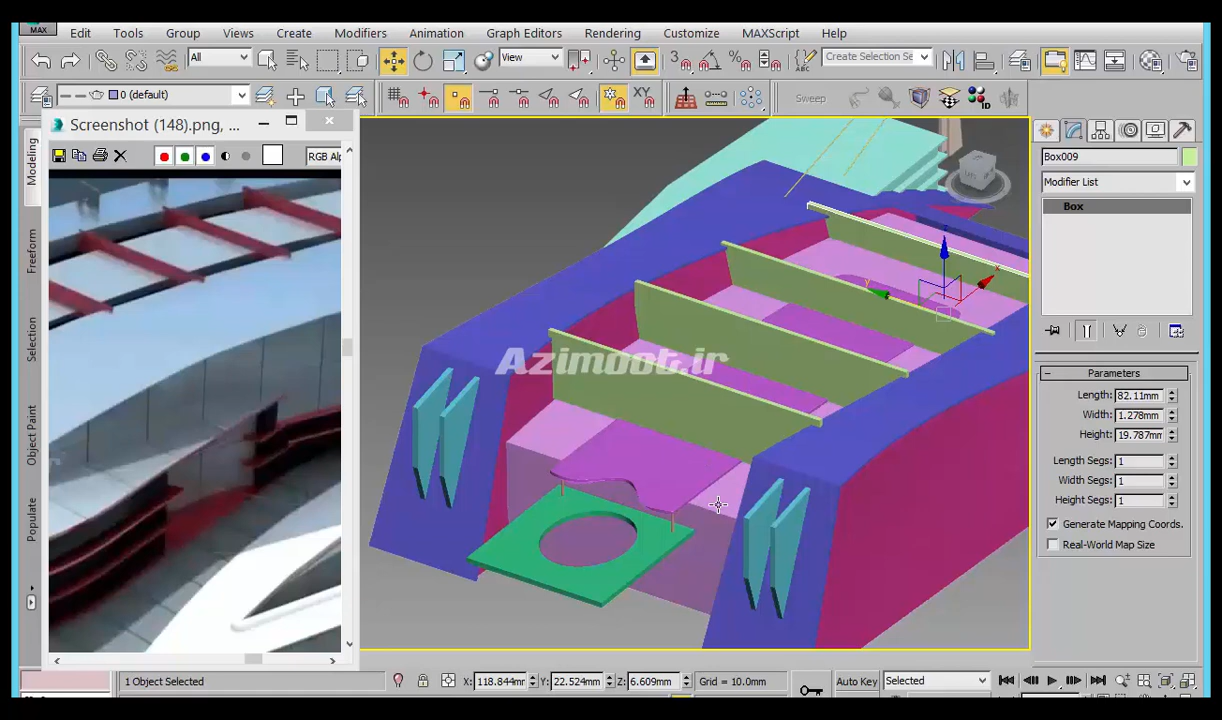 MAX
Edit Tools Group Views Create Modifiers Animation Graph Editors Rendering Customize MAXScript Help
All View Create Selection Se
0 (default) XY Sweep
Screenshot (148).png, ...
RGB Alp
Modeling
Freeform
Selection
Object Paint
Populate
Azimoot.ir
Box009
Modifier List
Box
Parameters
Length: 82.11mm
Width: 1.278mm
Height: 19.787mm
Length Segs: 1
Width Segs: 1
Height Segs: 1
Generate Mapping Coords.
Real-World Map Size
1 Object Selected X: 118.844mm Y: 22.524mm Z: 6.609mm Grid = 10.0mm Auto Key Selected